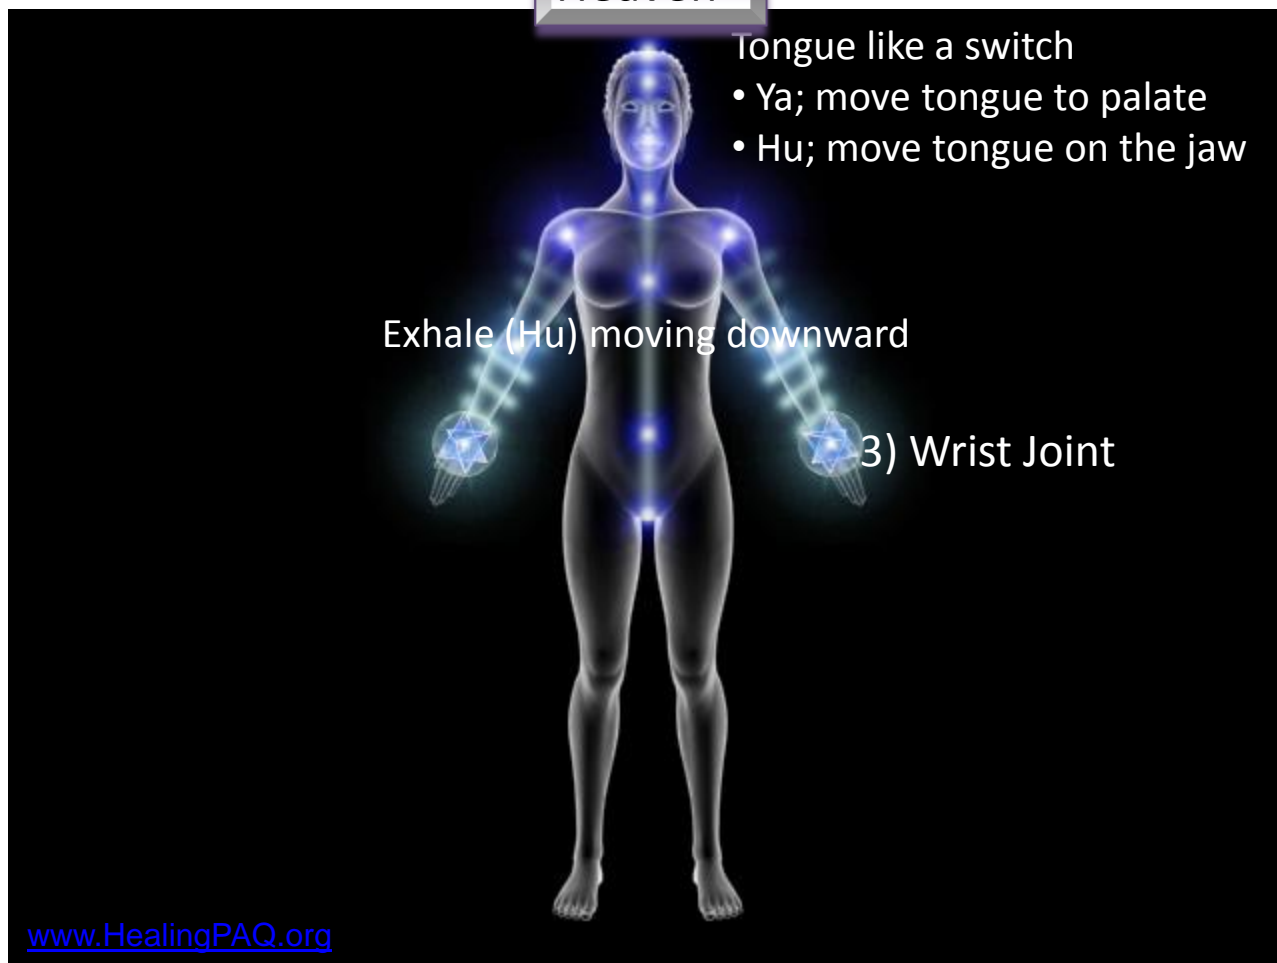 Heaven
Tongue like a switch
• Ya; move tongue to palate
• Hu; move tongue on the jaw
Exhale (Hu) moving downward
3) Wrist Joint
www.HealingPAQ.org